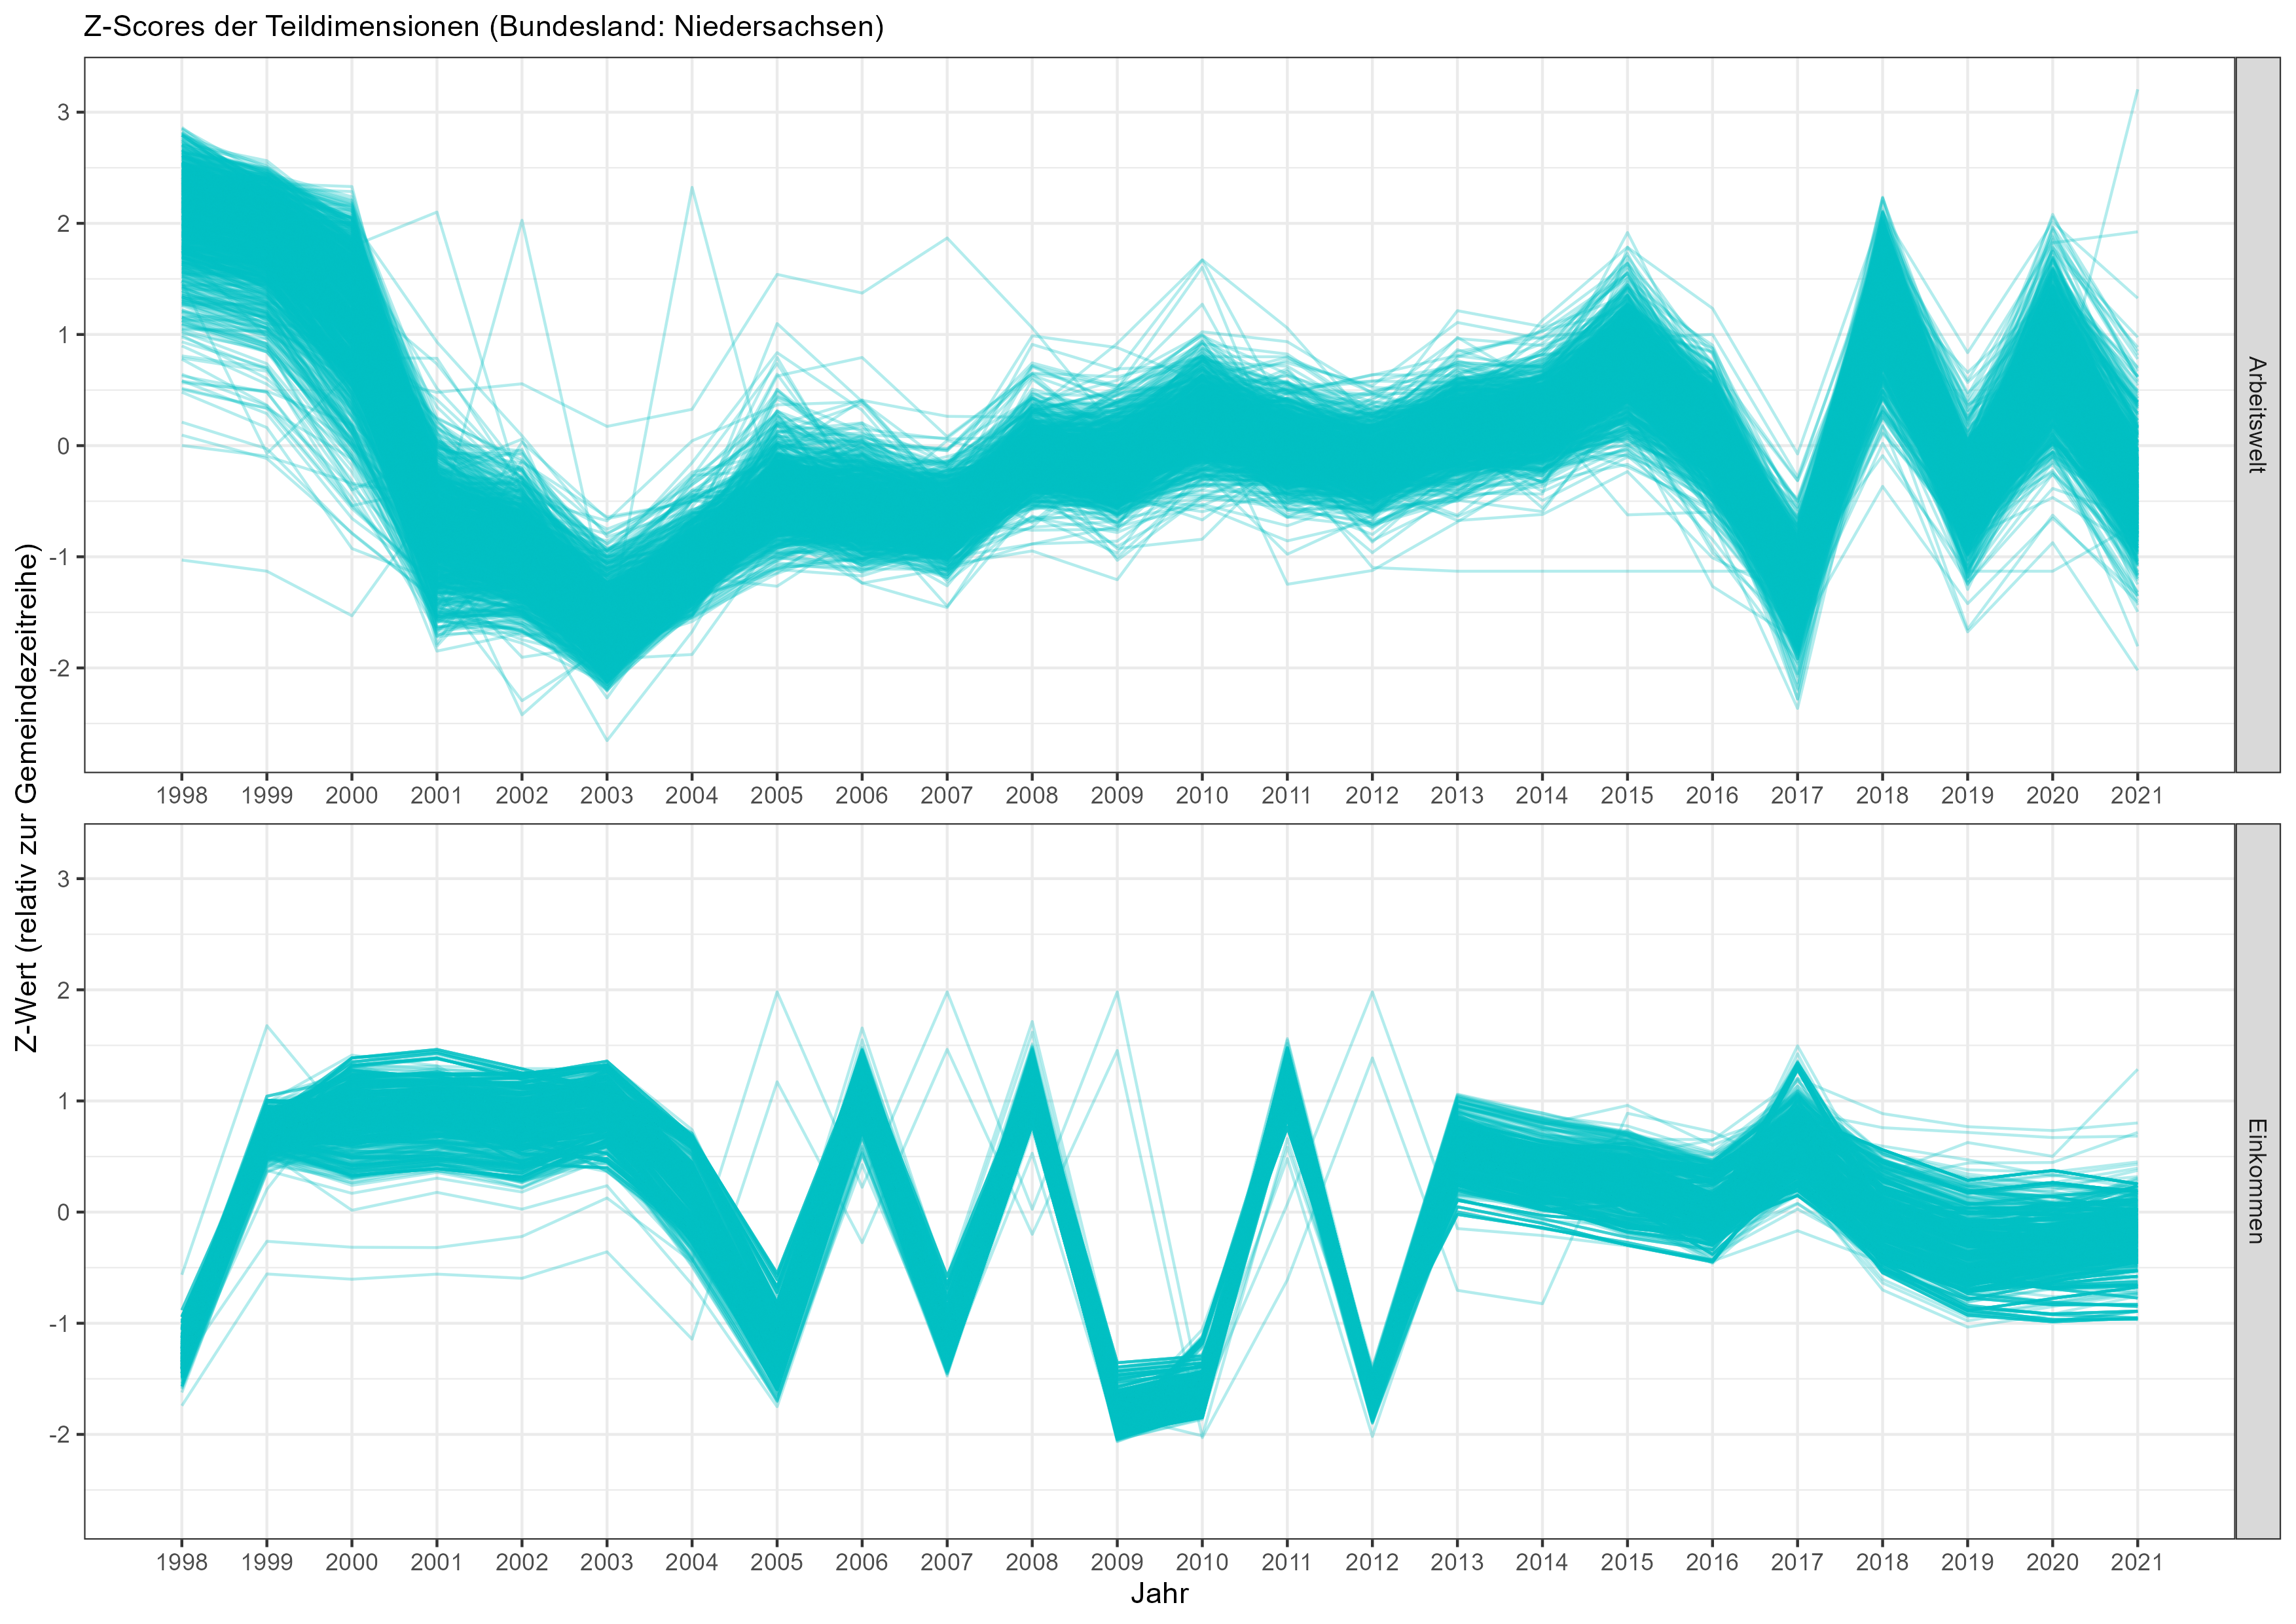 Z-Scores der Teildimensionen (Bundesland: Niedersachsen)
Z-Wert (relativ zur Gemeindezeitreihe)
3
2
1
0
-1
-2
Arbeitswelt
1998 1999 2000 2001 2002 2003 2004 2005 2006 2007 2008 2009 2010 2011 2012 2013 2014 2015 2016 2017 2018 2019 2020 2021
3
2
1
0
-1
-2
Einkommen
1998 1999 2000 2001 2002 2003 2004 2005 2006 2007 2008 2009 2010 2011 2012 2013 2014 2015 2016 2017 2018 2019 2020 2021
Jahr